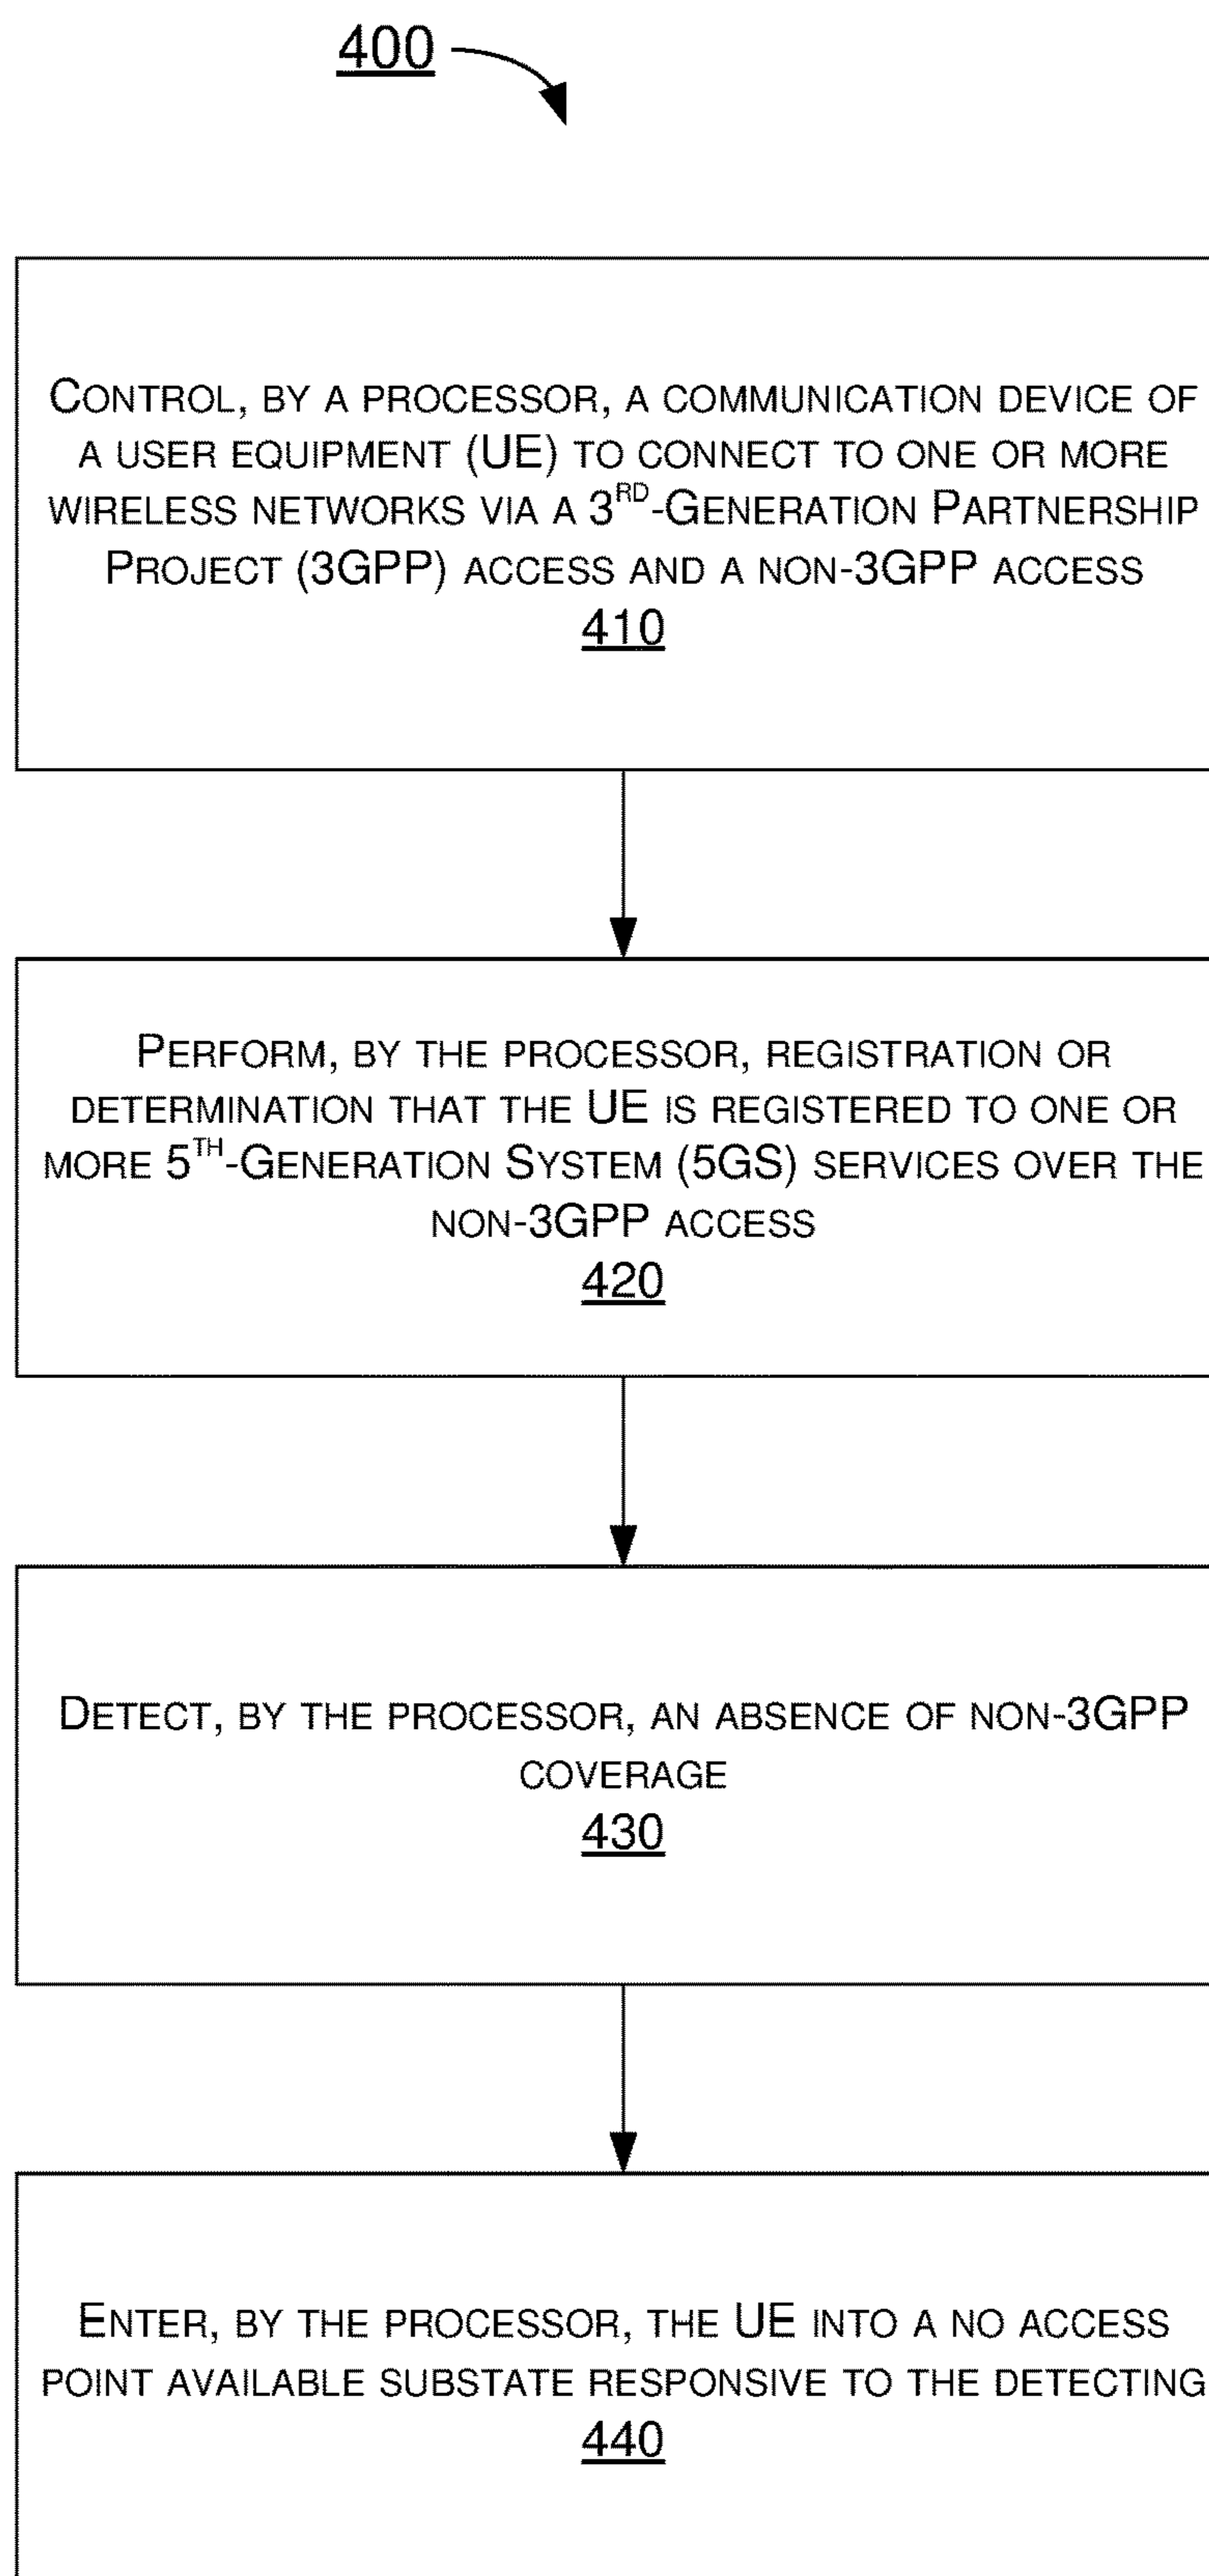 400
CONTROL, BY A PROCESSOR, A COMMUNICATION DEVICE OF
A USER EQUIPMENT (UE) TO CONNECT TO ONE OR MORE
WIRELESS NETWORKS VIA A 3RD-GENERATION PARTNERSHIP
PROJECT (3GPP) ACCESS AND A NON-3GPP ACCESS
410
PERFORM, BY THE PROCESSOR, REGISTRATION OR
DETERMINATION THAT THE UE IS REGISTERED TO ONE OR
MORE 5TH-GENERATION SYSTEM (5GS) SERVICES OVER THE
NON-3GPP ACCESS
420
DETECT, BY THE PROCESSOR, AN ABSENCE OF NON-3GPP
COVERAGE
430
ENTER, BY THE PROCESSOR, THE UE INTO A NO ACCESS
POINT AVAILABLE SUBSTATE RESPONSIVE TO THE DETECTING
440